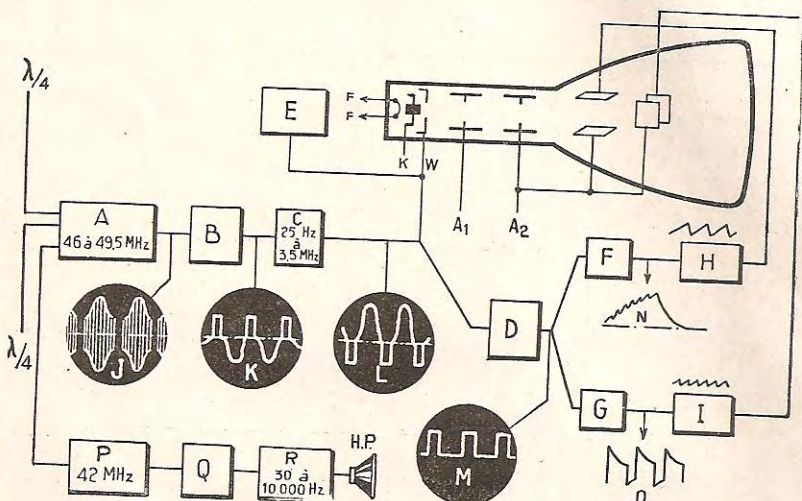 λ/4
E
F
F
K
W
A1
A2
A
46 à 49,5 MHz
B
C
25 Hz
à
3,5 MHz
F
H
J
K
L
D
N
λ/4
G
I
M
O
P
42 MHz
Q
R
30 à
10.000 Hz
H.P.